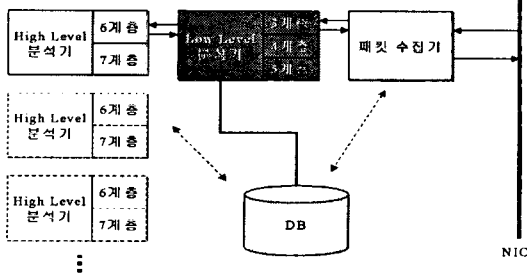 High Level
분석기
6계층
7계층
Low Level
분석기
3계층
4계층
5계층
패킷 수집기
High Level
분석기
6계층
7계층
High Level
분석기
6계층
7계층
DB
NIC